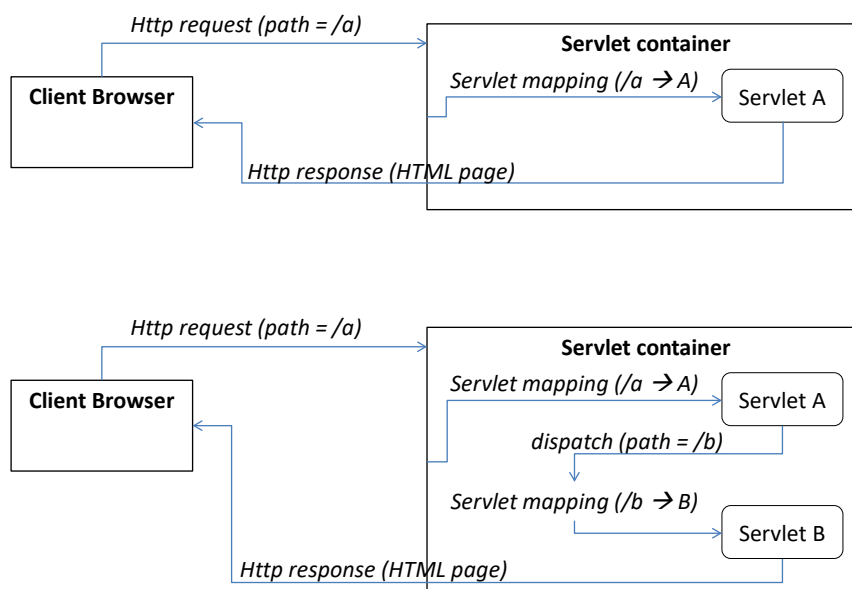 Http request (path = /a)
Servlet container
Client Browser
Servlet mapping (/a → A)
Servlet A
Http response (HTML page)
Http request (path = /a)
Servlet container
Client Browser
Servlet mapping (/a → A)
Servlet A
dispatch (path = /b)
Servlet mapping (/b → B)
Servlet B
Http response (HTML page)